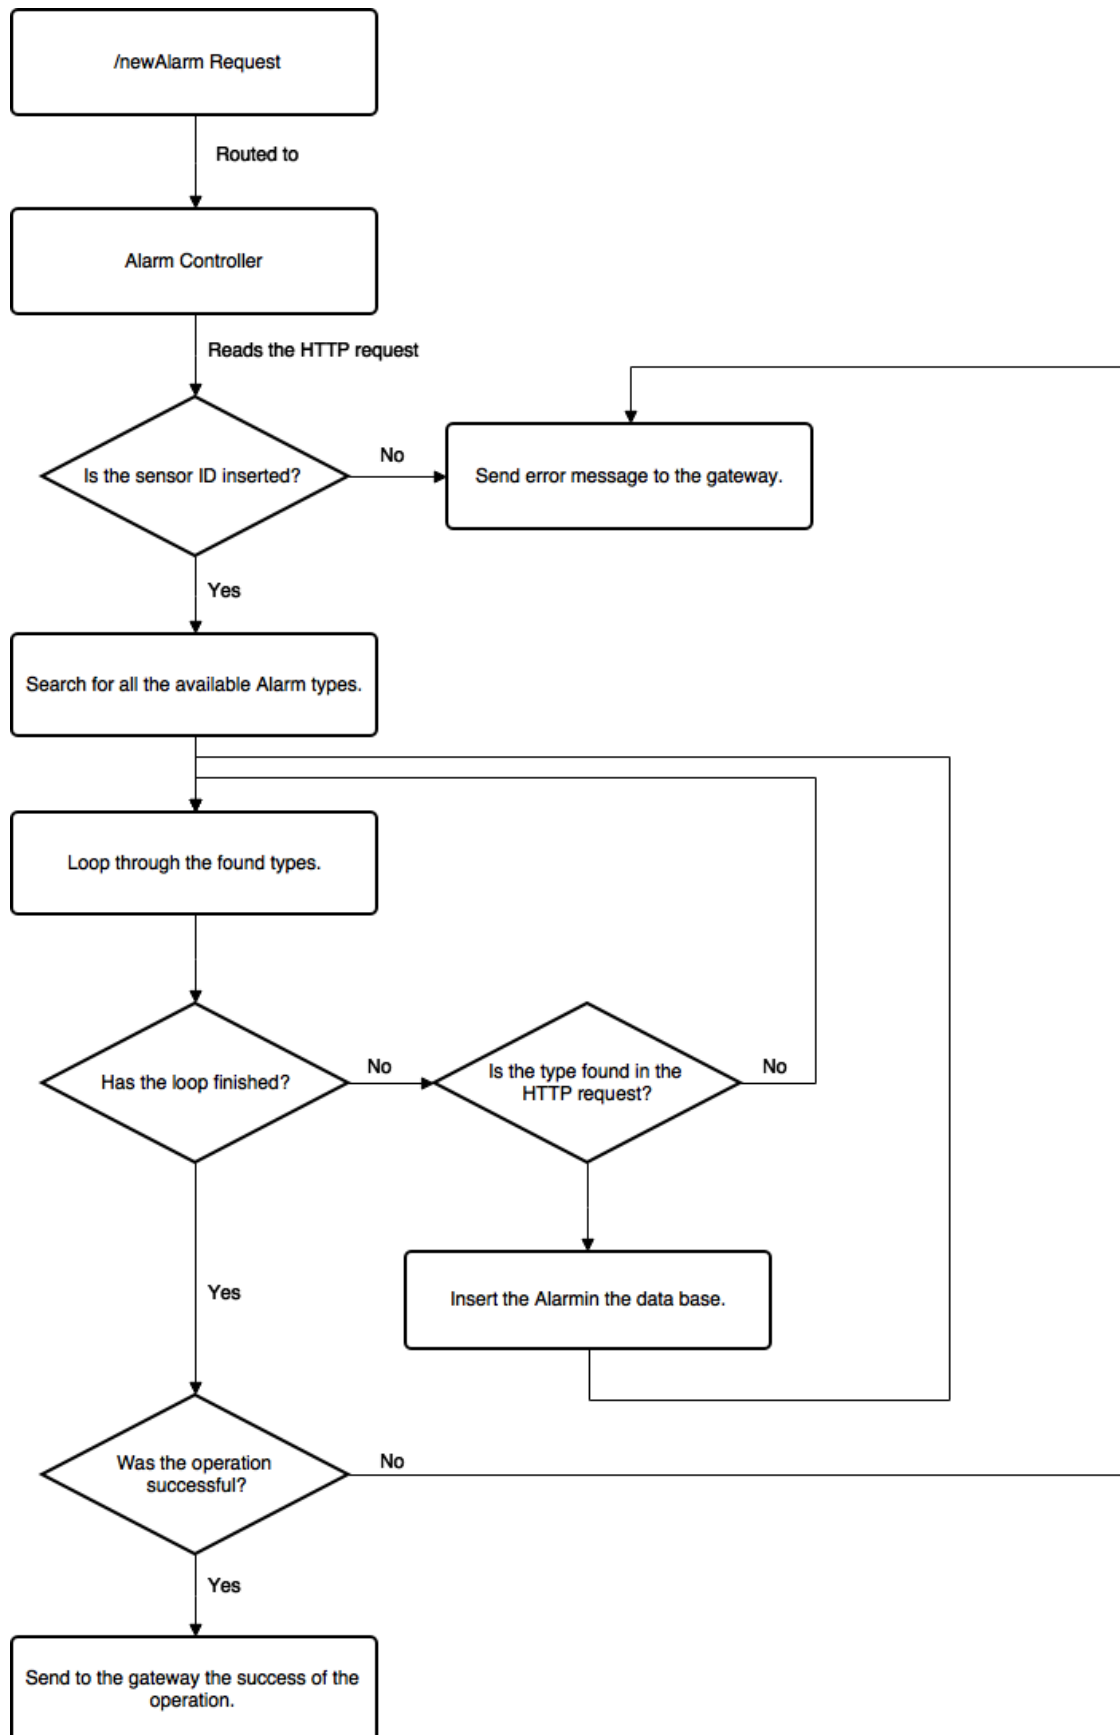 /newAlarm Request
Routed to
Alarm Controller
Reads the HTTP request
Is the sensor ID inserted?
No
Send error message to the gateway.
Yes
Search for all the available Alarm types.
Loop through the found types.
Has the loop finished?
No
Is the type found in the
HTTP request?
No
Yes
Insert the Alarmin the data base.
Was the operation
successful?
No
Yes
Send to the gateway the success of the
operation.